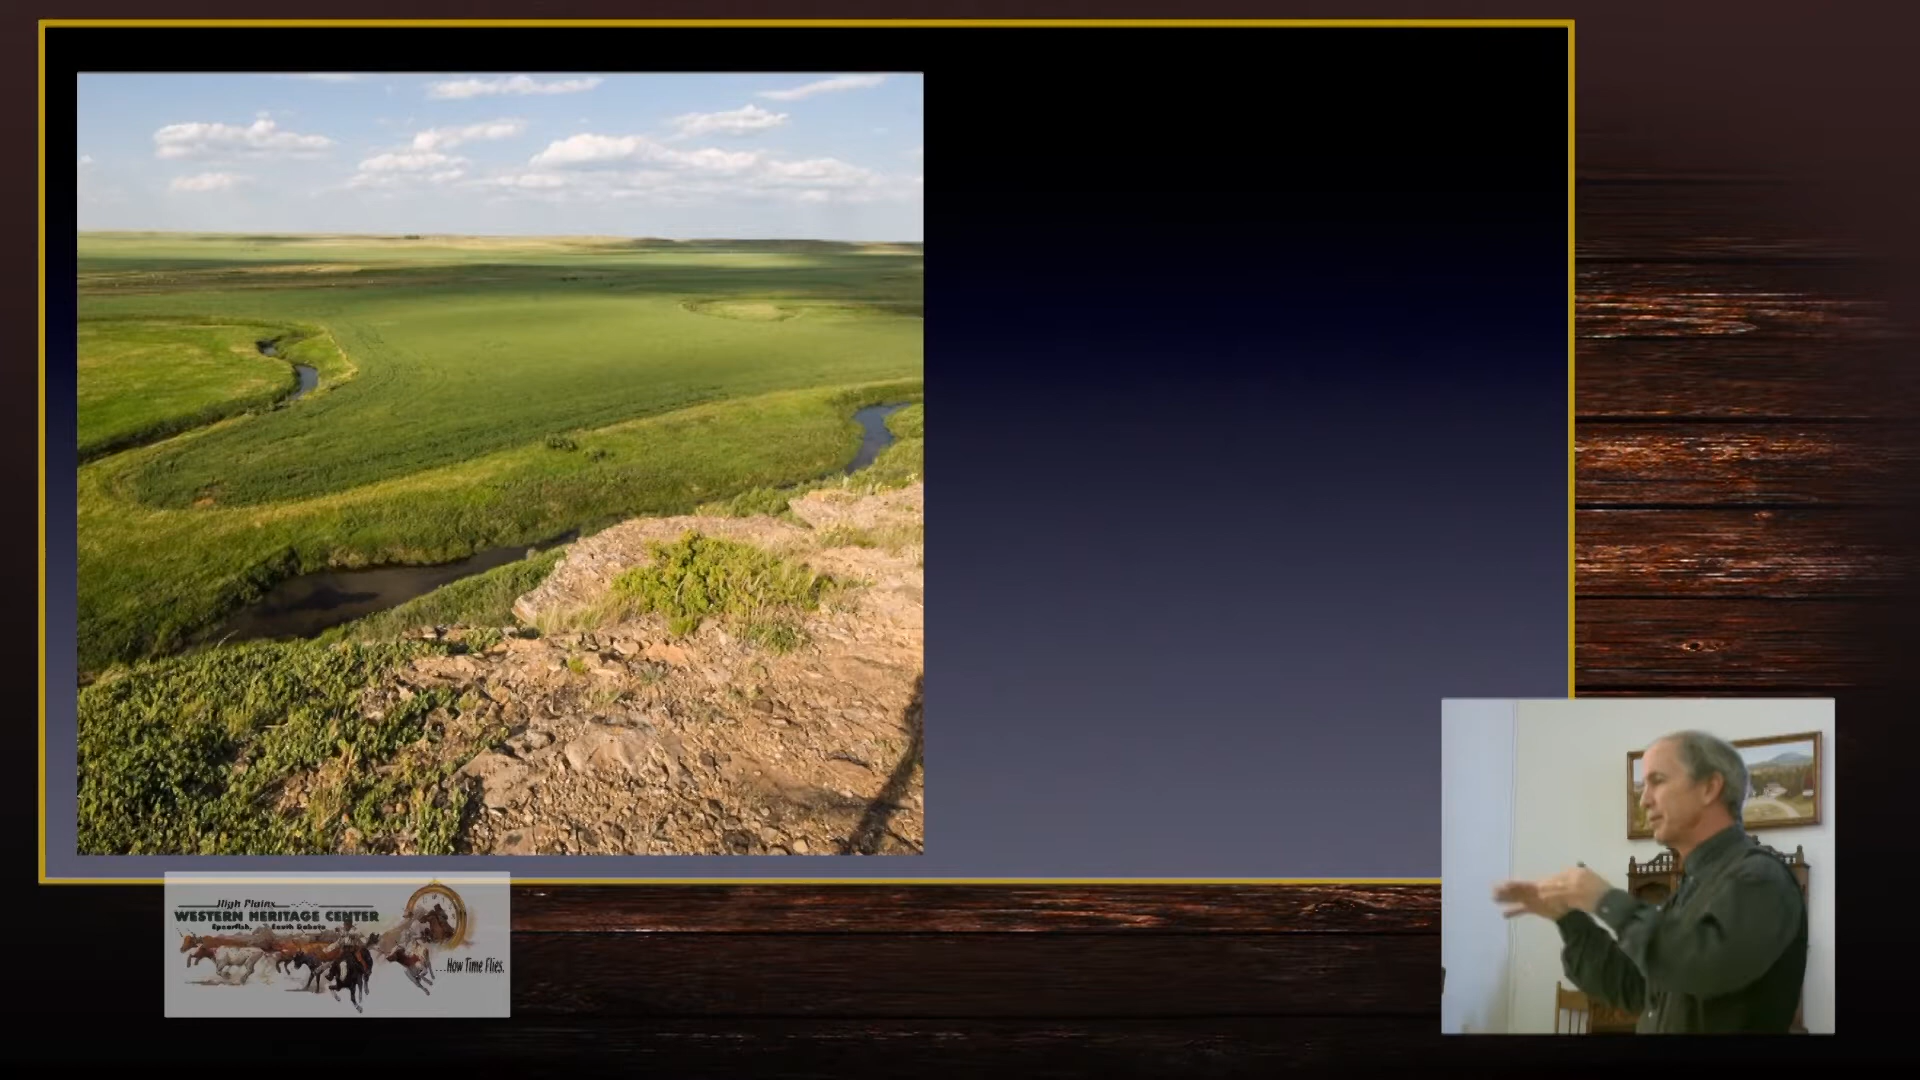 High Plains
WESTERN HERITAGE CENTER
Spearfish, South Dakota
...How Time Flies.